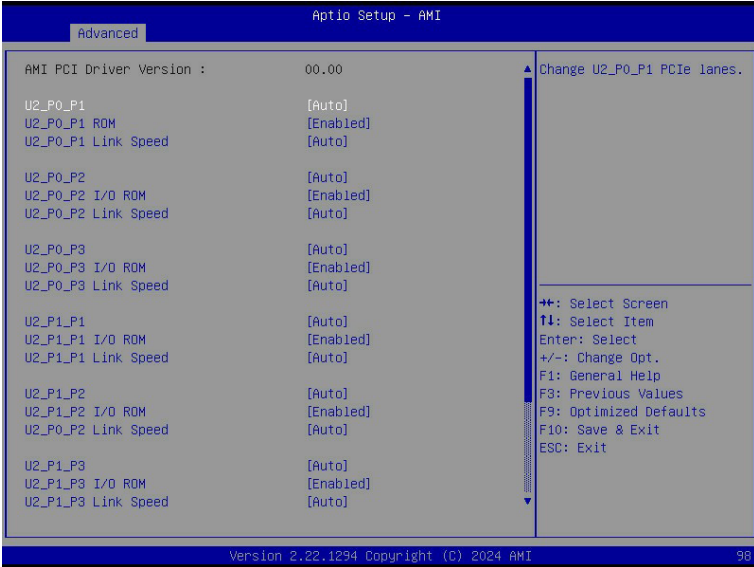 Aptio Setup – AMI
Advanced
AMI PCI Driver Version : 00.00
U2_P0_P1 [Auto]
U2_P0_P1 ROM [Enabled]
U2_P0_P1 Link Speed [Auto]
U2_P0_P2 [Auto]
U2_P0_P2 I/O ROM [Enabled]
U2_P0_P2 Link Speed [Auto]
U2_P0_P3 [Auto]
U2_P0_P3 I/O ROM [Enabled]
U2_P0_P3 Link Speed [Auto]
U2_P1_P1 [Auto]
U2_P1_P1 I/O ROM [Enabled]
U2_P1_P1 Link Speed [Auto]
U2_P1_P2 [Auto]
U2_P1_P2 I/O ROM [Enabled]
U2_P0_P2 Link Speed [Auto]
U2_P1_P3 [Auto]
U2_P1_P3 I/O ROM [Enabled]
U2_P1_P3 Link Speed [Auto]
Change U2_P0_P1 PCIe lanes.
→←: Select Screen
↑↓: Select Item
Enter: Select
+/-: Change Opt.
F1: General Help
F3: Previous Values
F9: Optimized Defaults
F10: Save & Exit
ESC: Exit
Version 2.22.1294 Copyright (C) 2024 AMI
98